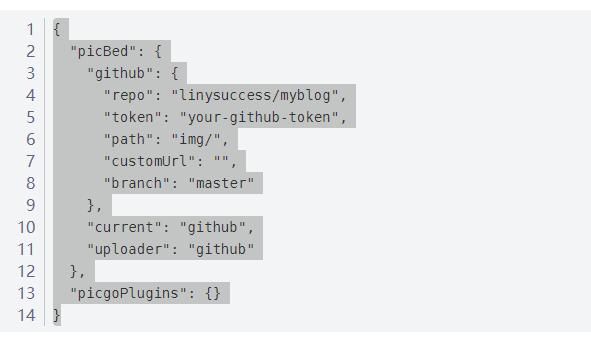 1 {
2   "picBed": {
3     "github": {
4       "repo": "linysuccess/myblog",
5       "token": "your-github-token",
6       "path": "img/",
7       "customUrl": "",
8       "branch": "master"
9     },
10     "current": "github",
11     "uploader": "github"
12   },
13   "picgoPlugins": {}
14 }